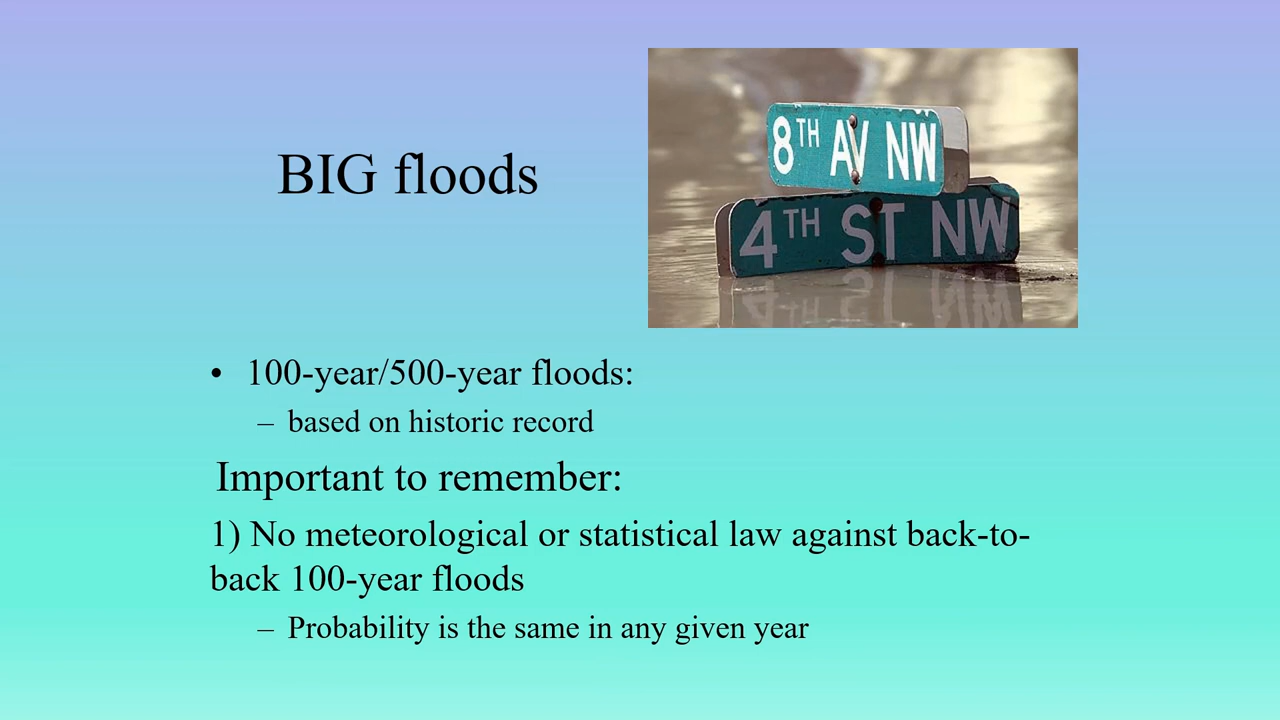 BIG floods
8TH AV NW
4TH ST NW
• 100-year/500-year floods:
– based on historic record
Important to remember:
1) No meteorological or statistical law against back-to-
back 100-year floods
– Probability is the same in any given year